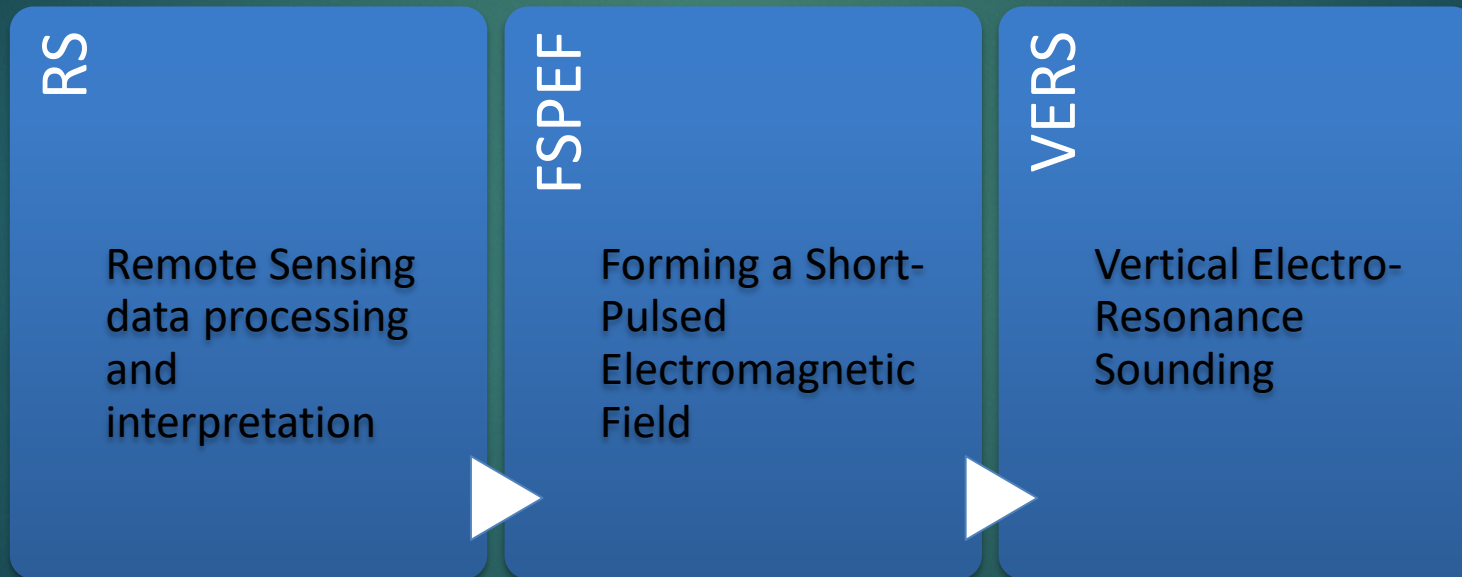 RS
Remote Sensing
data processing
and
interpretation
FSPEF
Forming a Short-
Pulsed
Electromagnetic
Field
VERS
Vertical Electro-
Resonance
Sounding